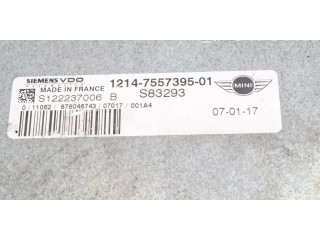 SIEMENS VDO 1214-7557395-01
MADE IN FRANCE
S122237006 B S83293
MINI
0 / 11062 / 876046743 / 07017 / 001A4
07-01-17